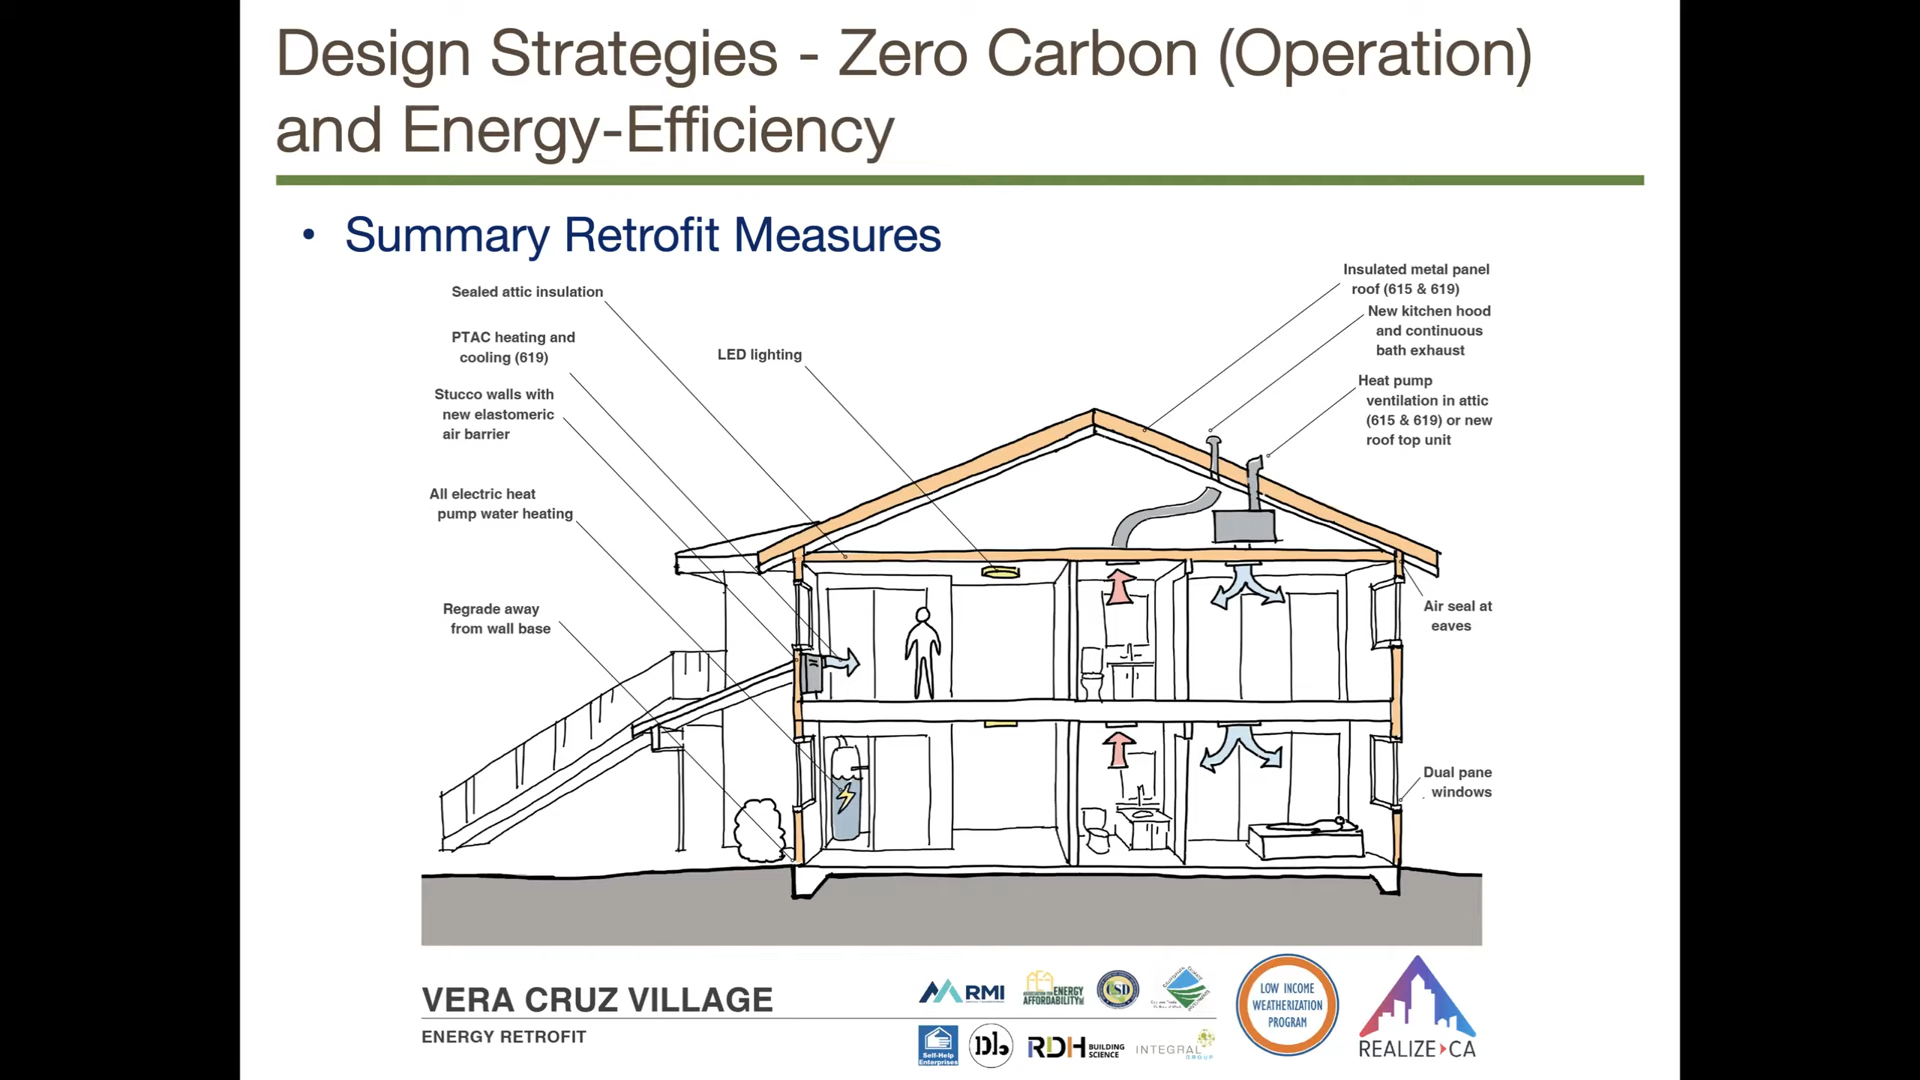 Design Strategies - Zero Carbon (Operation)
and Energy-Efficiency
• Summary Retrofit Measures
Sealed attic insulation
PTAC heating and
cooling (619)
Stucco walls with
new elastomeric
air barrier
All electric heat
pump water heating
Regrade away
from wall base
LED lighting
Insulated metal panel
roof (615 & 619)
New kitchen hood
and continuous
bath exhaust
Heat pump
ventilation in attic
(615 & 619) or new
roof top unit
Air seal at
eaves
Dual pane
windows
VERA CRUZ VILLAGE
ENERGY RETROFIT
RMI
ENERGY
AFFORDABILITY
CSD
Self-Help
Enterprises
RDH BUILDING
SCIENCE
INTEGRAL
GROUP
LOW INCOME
WEATHERIZATION
PROGRAM
REALIZE CA